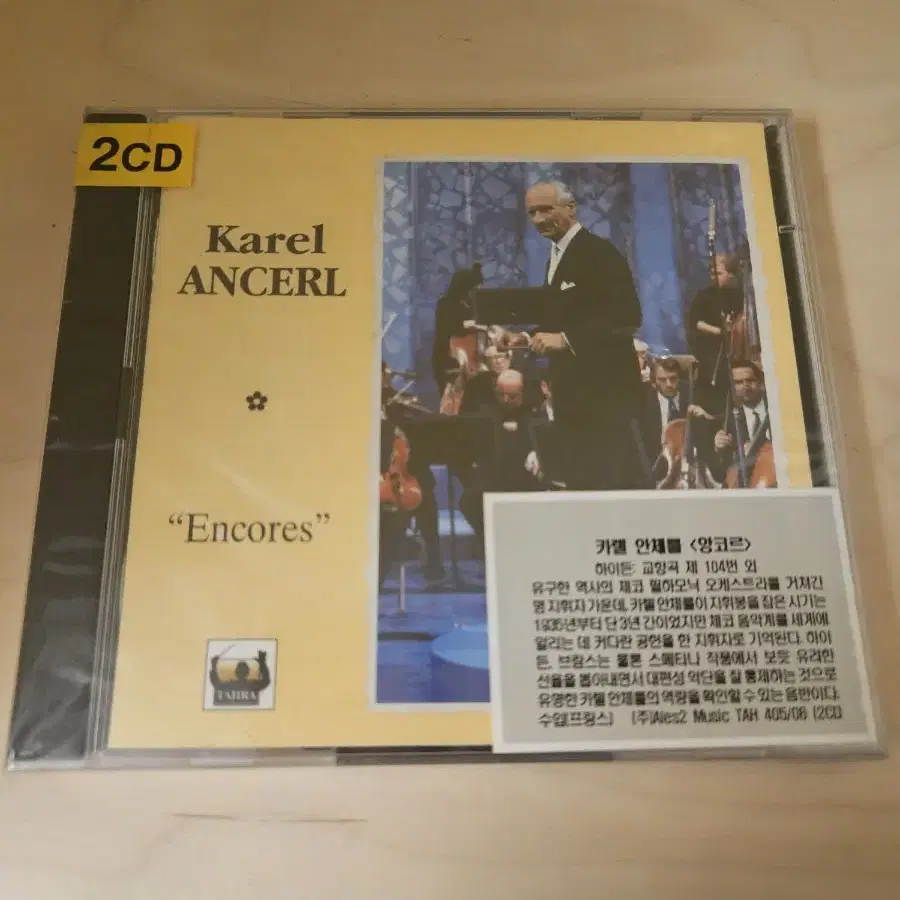 2CD
Karel
ANCERL
“Encores”
TAHRA
카렐 안체를 <앙코르>
하이든: 교향곡 제 104번 외
유구한 역사의 체코 필하모닉 오케스트라를 거쳐간
명 지휘자 가운데, 카렐 안체를이 지휘봉을 잡은 시기는
1935년부터 단 3년 간이었지만 체코 음악계를 세계에
알리는 데 커다란 공헌을 한 지휘자로 기억된다. 하이
든, 브람스는 물론 스메타나 작품에서 보듯 유려한
선율을 뽑아내면서 대편성 악단을 잘 통제하는 것으로
유명한 카렐 안체를의 역량을 확인할 수 있는 음반이다.
수입(프랑스) (주)Ales2 Music TAH 405/06 (2CD